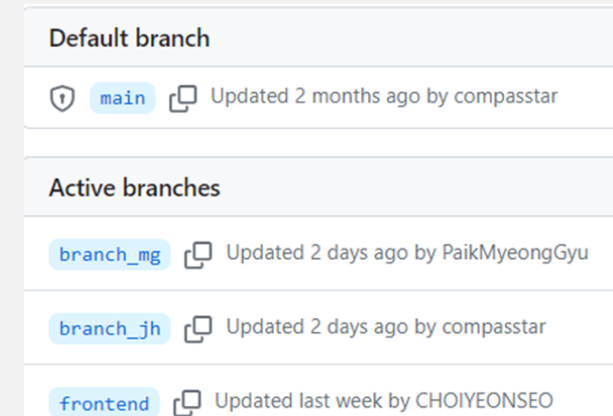 Default branch
main Updated 2 months ago by compasstar
Active branches
branch_mg Updated 2 days ago by PaikMyeongGyu
branch_jh Updated 2 days ago by compasstar
frontend Updated last week by CHOIYEONSEO